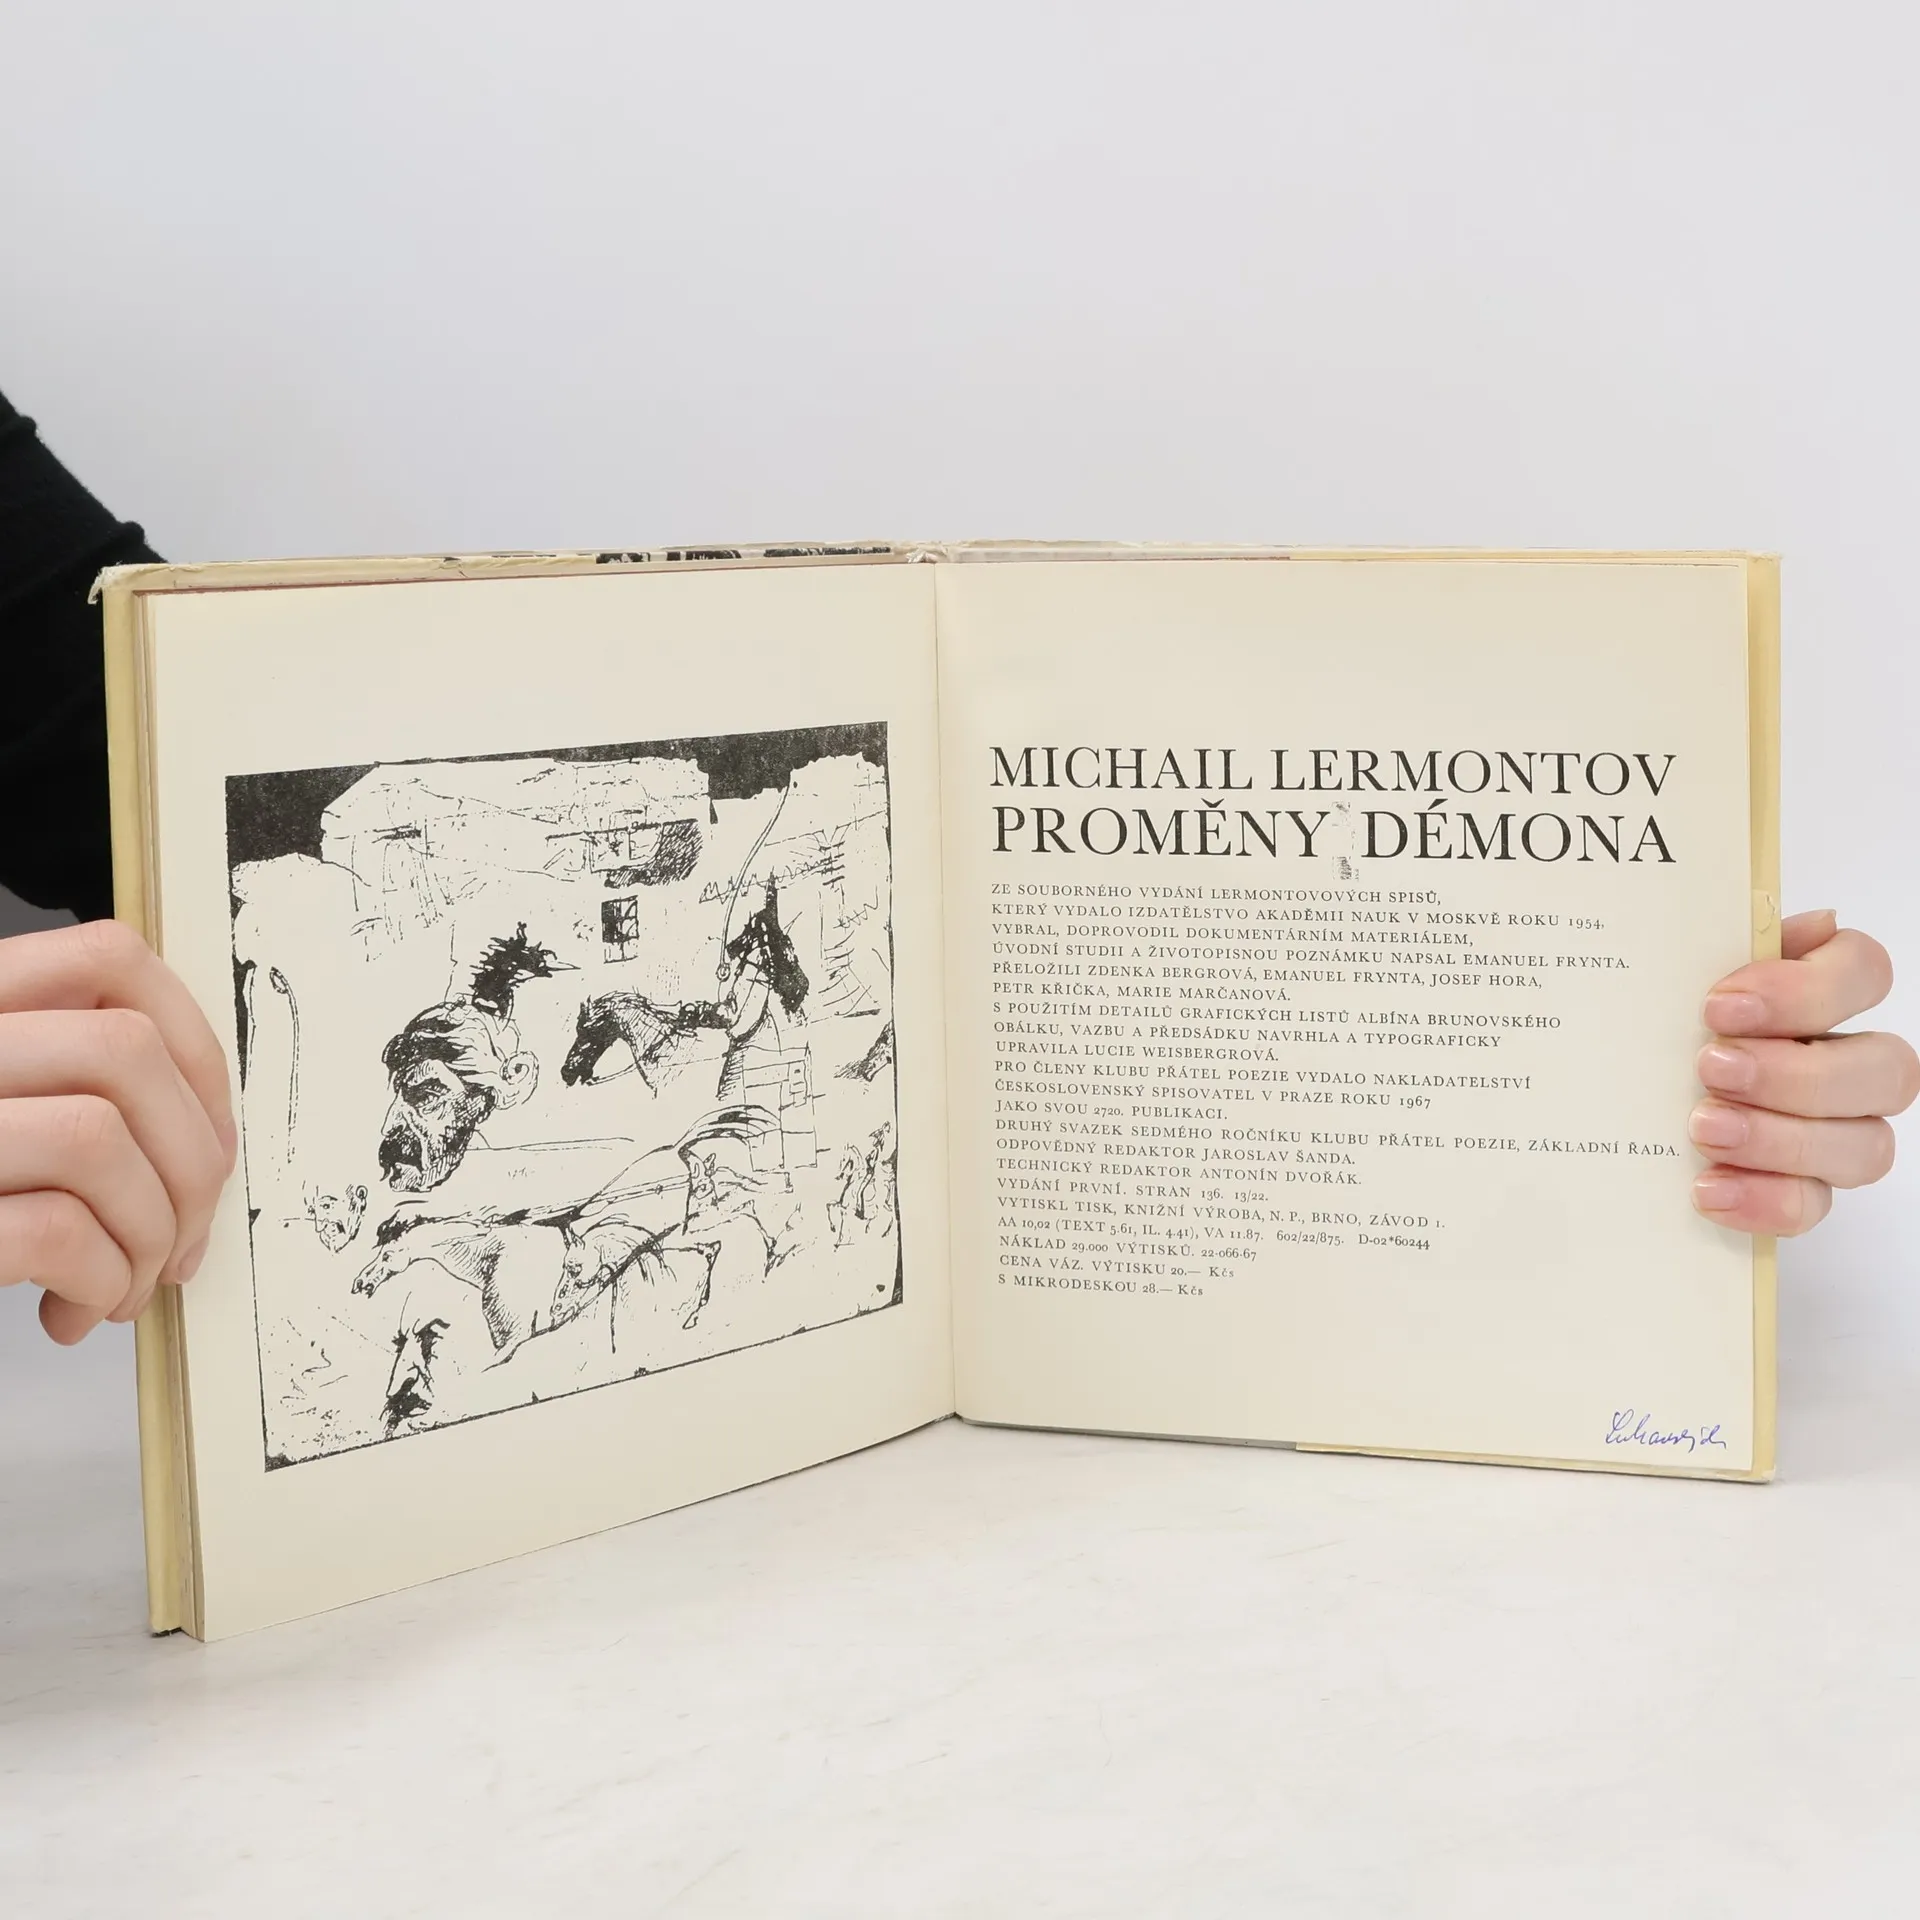 MICHAIL LERMONTOV
PROMĚNY DÉMONA
ZE SOUBORNÉHO VYDÁNÍ LERMONTOVOVÝCH SPISŮ,
KTERÝ VYDALO IZDATĚLSTVO AKADĚMII NAUK V MOSKVĚ ROKU 1954,
VYBRAL, DOPROVODIL DOKUMENTÁRNÍM MATERIÁLEM,
ÚVODNÍ STUDII A ŽIVOTOPISNOU POZNÁMKU NAPSAL EMANUEL FRYNTA.
PŘELOŽILI ZDENKA BERGROVÁ, EMANUEL FRYNTA, JOSEF HORA,
PETR KŘIČKA, MARIE MARČANOVÁ.
S POUŽITÍM DETAILŮ GRAFICKÝCH LISTŮ ALBÍNA BRUNOVSKÉHO
OBÁLKU, VAZBU A PŘEDSÁDKU NAVRHLA A TYPOGRAFICKY
UPRAVILA LUCIE WEISBERGROVÁ.
PRO ČLENY KLUBU PŘÁTEL POEZIE VYDALO NAKLADATELSTVÍ
ČESKOSLOVENSKÝ SPISOVATEL V PRAZE ROKU 1967
JAKO SVOU 2720. PUBLIKACI.
DRUHÝ SVAZEK SEDMÉHO ROČNÍKU KLUBU PŘÁTEL POEZIE, ZÁKLADNÍ ŘADA.
ODPOVĚDNÝ REDAKTOR JAROSLAV ŠANDA.
TECHNICKÝ REDAKTOR ANTONÍN DVOŘÁK.
VYDÁNÍ PRVNÍ. STRAN 136. 13/22.
VYTISKL TISK, KNIŽNÍ VÝROBA, N. P., BRNO, ZÁVOD 1.
AA 10,02 (TEXT 5.61, IL. 4.41), VA 11.87. 602/22/875. D-02*60244
NÁKLAD 29.000 VÝTISKŮ. 22-066-67
CENA VÁZ. VÝTISKU 20.— Kčs
S MIKRODESKOU 28.— Kčs